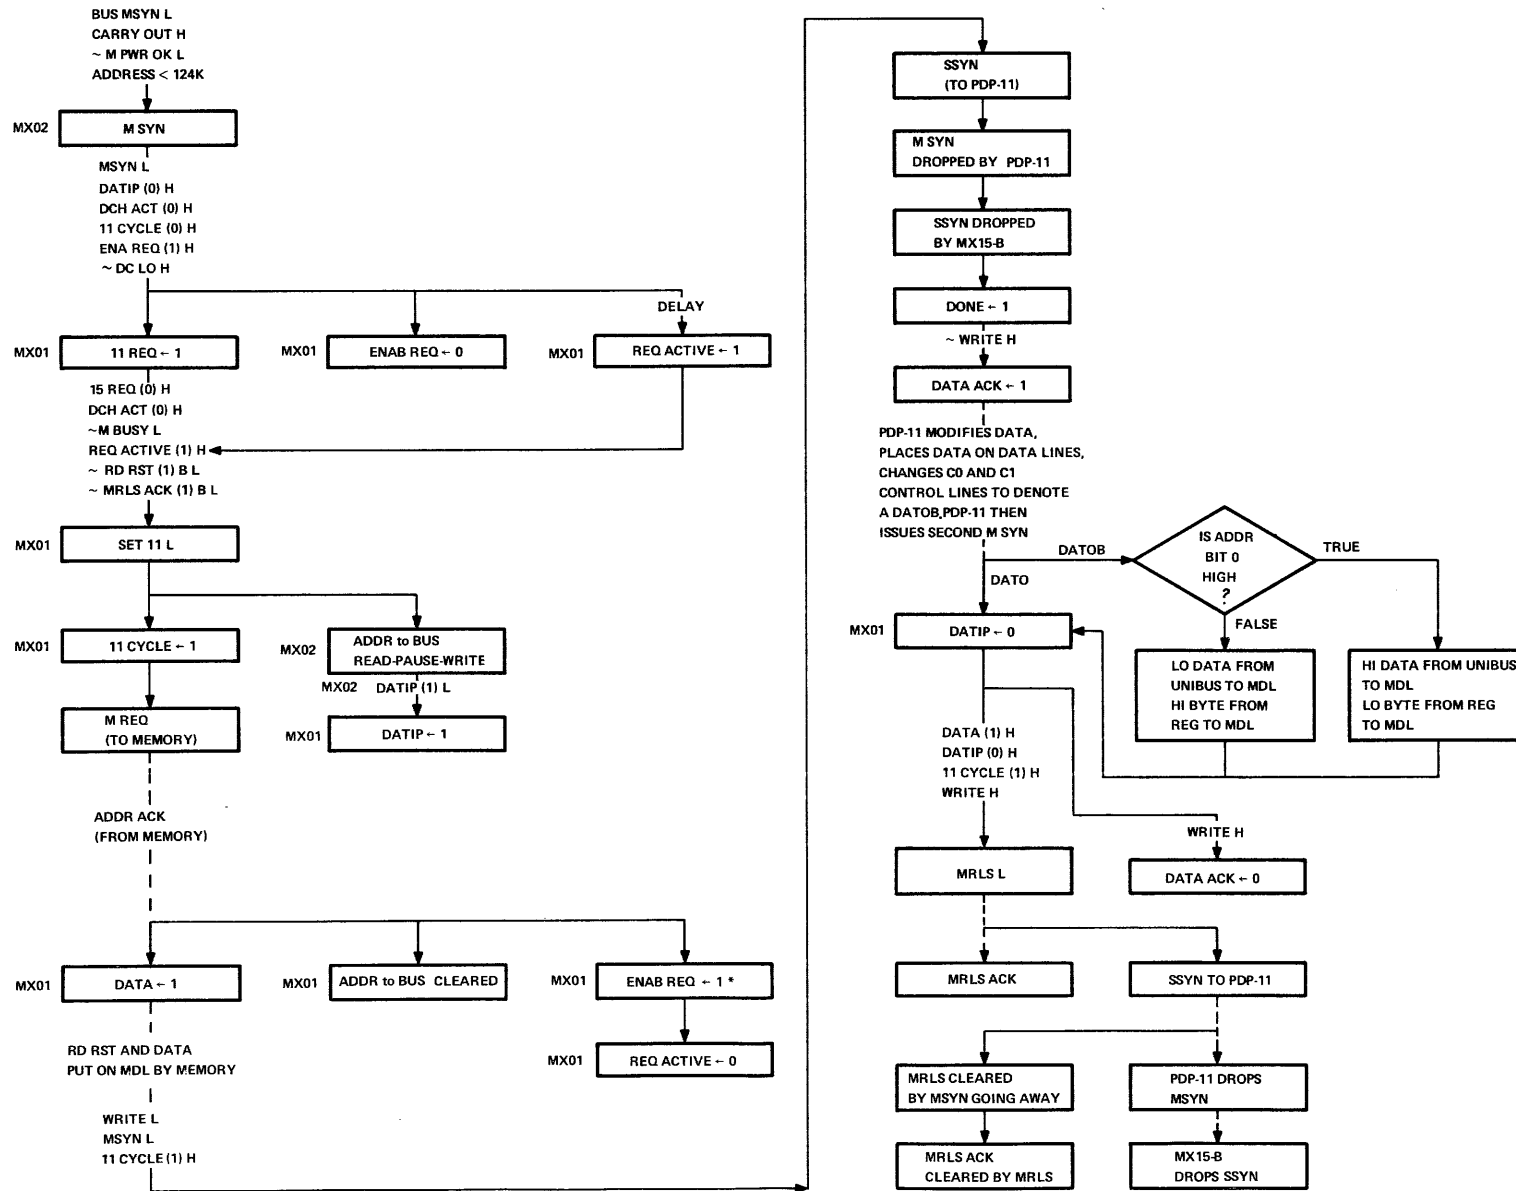 BUS MSYN L
CARRY OUT H
~ M PWR OK L
ADDRESS < 124K
MX02
M SYN
MSYN L
DATIP (0) H
DCH ACT (0) H
11 CYCLE (0) H
ENA REQ (1) H
~ DC LO H
DELAY
MX01
11 REQ ← 1
MX01
ENAB REQ ← 0
MX01
REQ ACTIVE ← 1
15 REQ (0) H
DCH ACT (0) H
~M BUSY L
REQ ACTIVE (1) H
~ RD RST (1) B L
~ MRLS ACK (1) B L
MX01
SET 11 L
MX01
11 CYCLE ← 1
MX02
ADDR to BUS
READ-PAUSE-WRITE
MX02 DATIP (1) L
M REQ
(TO MEMORY)
MX01
DATIP ← 1
ADDR ACK
(FROM MEMORY)
MX01
DATA ← 1
MX01
ADDR to BUS CLEARED
MX01
ENAB REQ ← 1 *
MX01
REQ ACTIVE ← 0
RD RST AND DATA
PUT ON MDL BY MEMORY
WRITE L
MSYN L
11 CYCLE(1) H
SSYN
(TO PDP-11)
M SYN
DROPPED BY PDP-11
SSYN DROPPED
BY MX15-B
DONE ← 1
~ WRITE H
DATA ACK ← 1
PDP-11 MODIFIES DATA,
PLACES DATA ON DATA LINES,
CHANGES C0 AND C1
CONTROL LINES TO DENOTE
A DATOB,PDP-11 THEN
ISSUES SECOND M SYN
DATOB
IS ADDR
BIT 0
HIGH
?
TRUE
DATO
FALSE
MX01
DATIP ← 0
LO DATA FROM
UNIBUS TO MDL
HI BYTE FROM
REG TO MDL
HI DATA FROM UNIBUS
TO MDL
LO BYTE FROM REG
TO MDL
DATA (1) H
DATIP (0) H
11 CYCLE (1) H
WRITE H
WRITE H
MRLS L
DATA ACK ← 0
MRLS ACK
SSYN TO PDP-11
MRLS CLEARED
BY MSYN GOING AWAY
PDP-11 DROPS
MSYN
MRLS ACK
CLEARED BY MRLS
MX15-B
DROPS SSYN